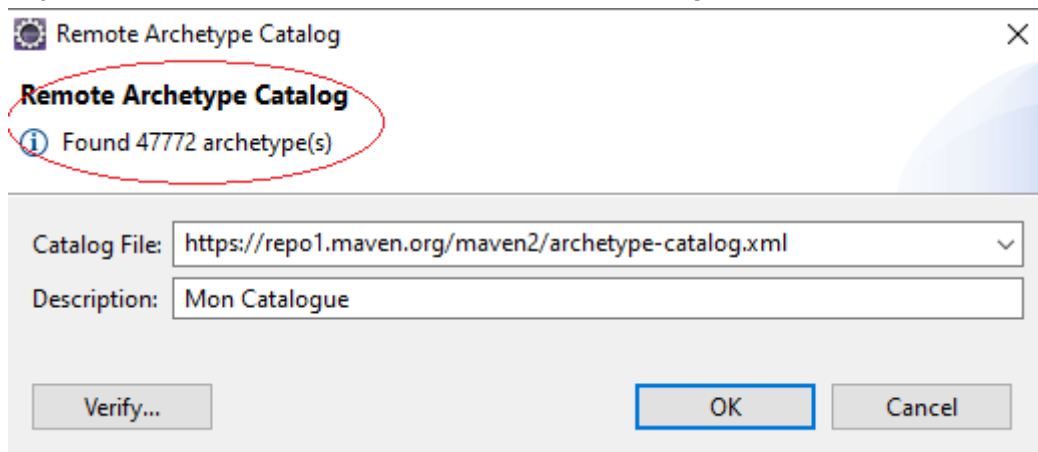 Remote Archetype Catalog
Remote Archetype Catalog
Found 47772 archetype(s)
Catalog File: https://repo1.maven.org/maven2/archetype-catalog.xml
Description: Mon Catalogue
Verify... OK Cancel